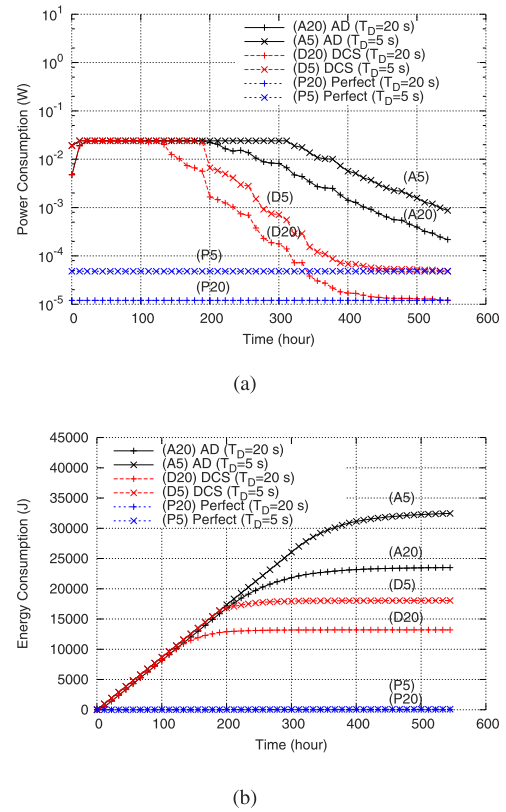 10^1
(A20) AD (T_D=20 s)
(A5) AD (T_D=5 s)
(D20) DCS (T_D=20 s)
(D5) DCS (T_D=5 s)
(P20) Perfect (T_D=20 s)
(P5) Perfect (T_D=5 s)
10^0
10^-1
10^-2
10^-3
10^-4
10^-5
Power Consumption (W)
(A5)
(D5)
(A20)
(D20)
(P5)
(P20)
0 100 200 300 400 500 600
Time (hour)
(a)
45000
40000
35000
30000
25000
20000
15000
10000
5000
0
Energy Consumption (J)
(A20) AD (T_D=20 s)
(A5) AD (T_D=5 s)
(D20) DCS (T_D=20 s)
(D5) DCS (T_D=5 s)
(P20) Perfect (T_D=20 s)
(P5) Perfect (T_D=5 s)
(A5)
(A20)
(D5)
(D20)
(P5)
(P20)
0 100 200 300 400 500 600
Time (hour)
(b)